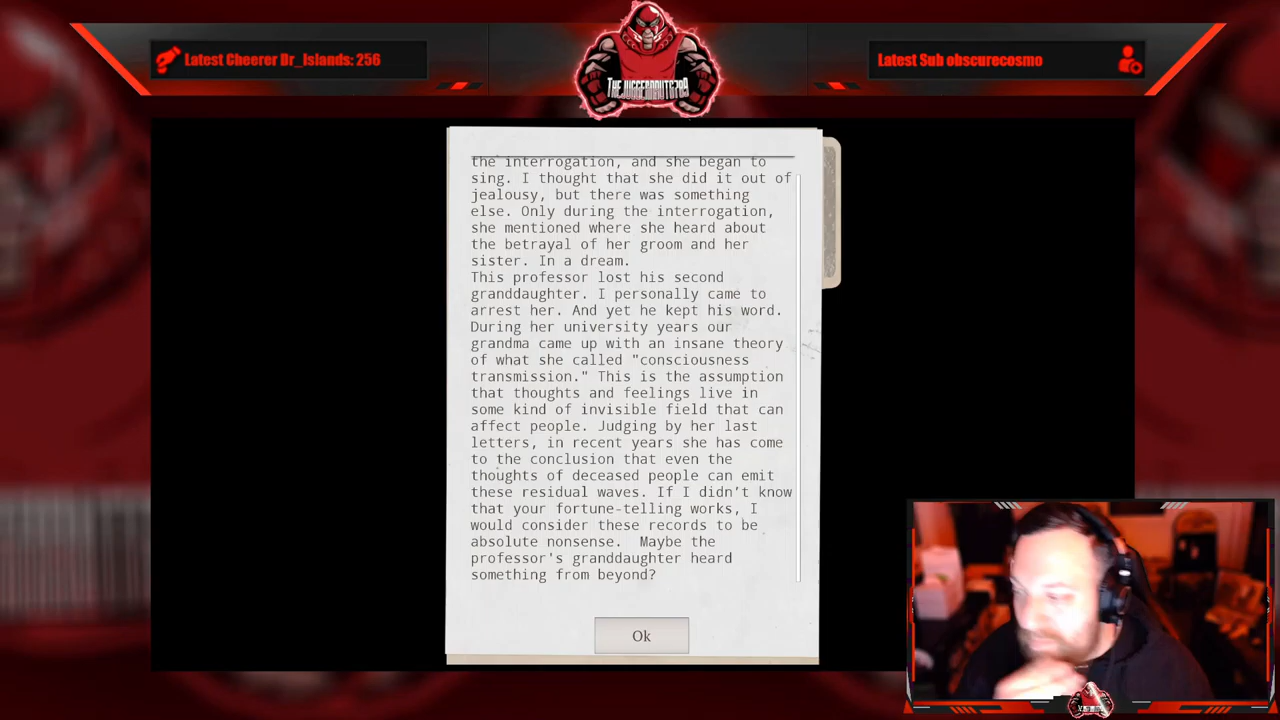 Latest Cheerer Dr_Islands: 256
THEJUGGERNAUT6789
Latest Sub obscurecosmo
the interrogation, and she began to
sing. I thought that she did it out of
jealousy, but there was something
else. Only during the interrogation,
she mentioned where she heard about
the betrayal of her groom and her
sister. In a dream.
This professor lost his second
granddaughter. I personally came to
arrest her. And yet he kept his word.
During her university years our
grandma came up with an insane theory
of what she called "consciousness
transmission." This is the assumption
that thoughts and feelings live in
some kind of invisible field that can
affect people. Judging by her last
letters, in recent years she has come
to the conclusion that even the
thoughts of deceased people can emit
these residual waves. If I didn't know
that your fortune-telling works, I
would consider these records to be
absolute nonsense.  Maybe the
professor's granddaughter heard
something from beyond?
Ok